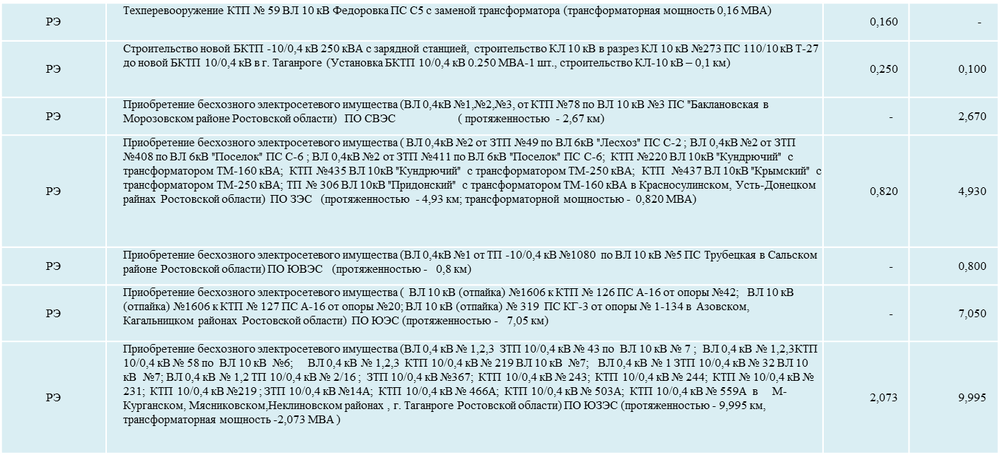 РЭ
Техперевооружение КТП № 59 ВЛ 10 кВ Федоровка ПС С5 с заменой трансформатора (трансформаторная мощность 0,16 МВА)
0,160
-
РЭ
Строительство новой БКТП -10/0,4 кВ 250 кВА с зарядной станцией, строительство КЛ 10 кВ в разрез КЛ 10 кВ №273 ПС 110/10 кВ Т-27
до новой БКТП 10/0,4 кВ в г. Таганроге (Установка БКТП 10/0,4 кВ 0.250 МВА-1 шт., строительство КЛ-10 кВ – 0,1 км)
0,250
0,100
РЭ
Приобретение бесхозного электросетевого имущества (ВЛ 0,4кВ №1,№2,№3, от КТП №78 по ВЛ 10 кВ №3 ПС "Баклановская в
Морозовском районе Ростовской области) ПО СВЭС ( протяженностью - 2,67 км)
-
2,670
РЭ
Приобретение бесхозного электросетевого имущества ( ВЛ 0,4кВ №2 от ЗТП №49 по ВЛ 6кВ "Лесхоз" ПС С-2 ; ВЛ 0,4кВ №2 от ЗТП
№408 по ВЛ 6кВ "Поселок" ПС С-6 ; ВЛ 0,4кВ №2 от ЗТП №411 по ВЛ 6кВ "Поселок" ПС С-6; КТП №220 ВЛ 10кВ "Кундрючий" с
трансформатором ТМ-160 кВА; КТП №435 ВЛ 10кВ "Кундрючий" с трансформатором ТМ-250 кВА; КТП №437 ВЛ 10кВ "Крымский" с
трансформатором ТМ-250 кВА; ТП № 306 ВЛ 10кВ "Придонский" с трансформатором ТМ-160 кВА в Красносулинском, Усть-Донецком
райнах Ростовской области) ПО ЗЭС (протяженностью - 4,93 км; трансформаторной мощностью - 0,820 МВА)
0,820
4,930
РЭ
Приобретение бесхозного электросетевого имущества (ВЛ 0,4кВ №1 от ТП -10/0,4 кВ №1080 по ВЛ 10 кВ №5 ПС Трубецкая в Сальском
районе Ростовской области) ПО ЮВЭС (протяженностью - 0,8 км)
-
0,800
РЭ
Приобретение бесхозного электросетевого имущества ( ВЛ 10 кВ (отпайка) №1606 к КТП № 126 ПС А-16 от опоры №42; ВЛ 10 кВ
(отпайка) №1606 к КТП № 127 ПС А-16 от опоры №20; ВЛ 10 кВ (отпайка) № 319 ПС КГ-3 от опоры № 1-134 в Азовском,
Кагальницком районах Ростовской области) ПО ЮЭС (протяженностью - 7,05 км)
-
7,050
РЭ
Приобретение бесхозного электросетевого имущества (ВЛ 0,4 кВ № 1,2,3 ЗТП 10/0,4 кВ № 43 по ВЛ 10 кВ № 7 ; ВЛ 0,4 кВ № 1,2,3КТП
10/0,4 кВ № 58 по ВЛ 10 кВ №6; ВЛ 0,4 кВ № 1,2,3 КТП 10/0,4 кВ № 219 ВЛ 10 кВ №7; ВЛ 0,4 кВ № 1 ЗТП 10/0,4 кВ № 32 ВЛ 10
кВ №7; ВЛ 0,4 кВ № 1,2 ТП 10/0,4 кВ № 2/16 ; ЗТП 10/0,4 кВ №367; КТП 10/0,4 кВ № 243; КТП 10/0,4 кВ № 244; КТП № 10/0,4 кВ №
231; КТП 10/0,4 кВ №219 ; ЗТП 10/0,4 кВ №14А; КТП 10/0,4 кВ № 466А; КТП 10/0,4 кВ № 503А; КТП 10/0,4 кВ № 559А в М-
Курганском, Мясниковском,Неклиновском районах , г. Таганроге Ростовской области) ПО ЮЗЭС (протяженностью - 9,995 км,
трансформаторная мощность -2,073 МВА )
2,073
9,995